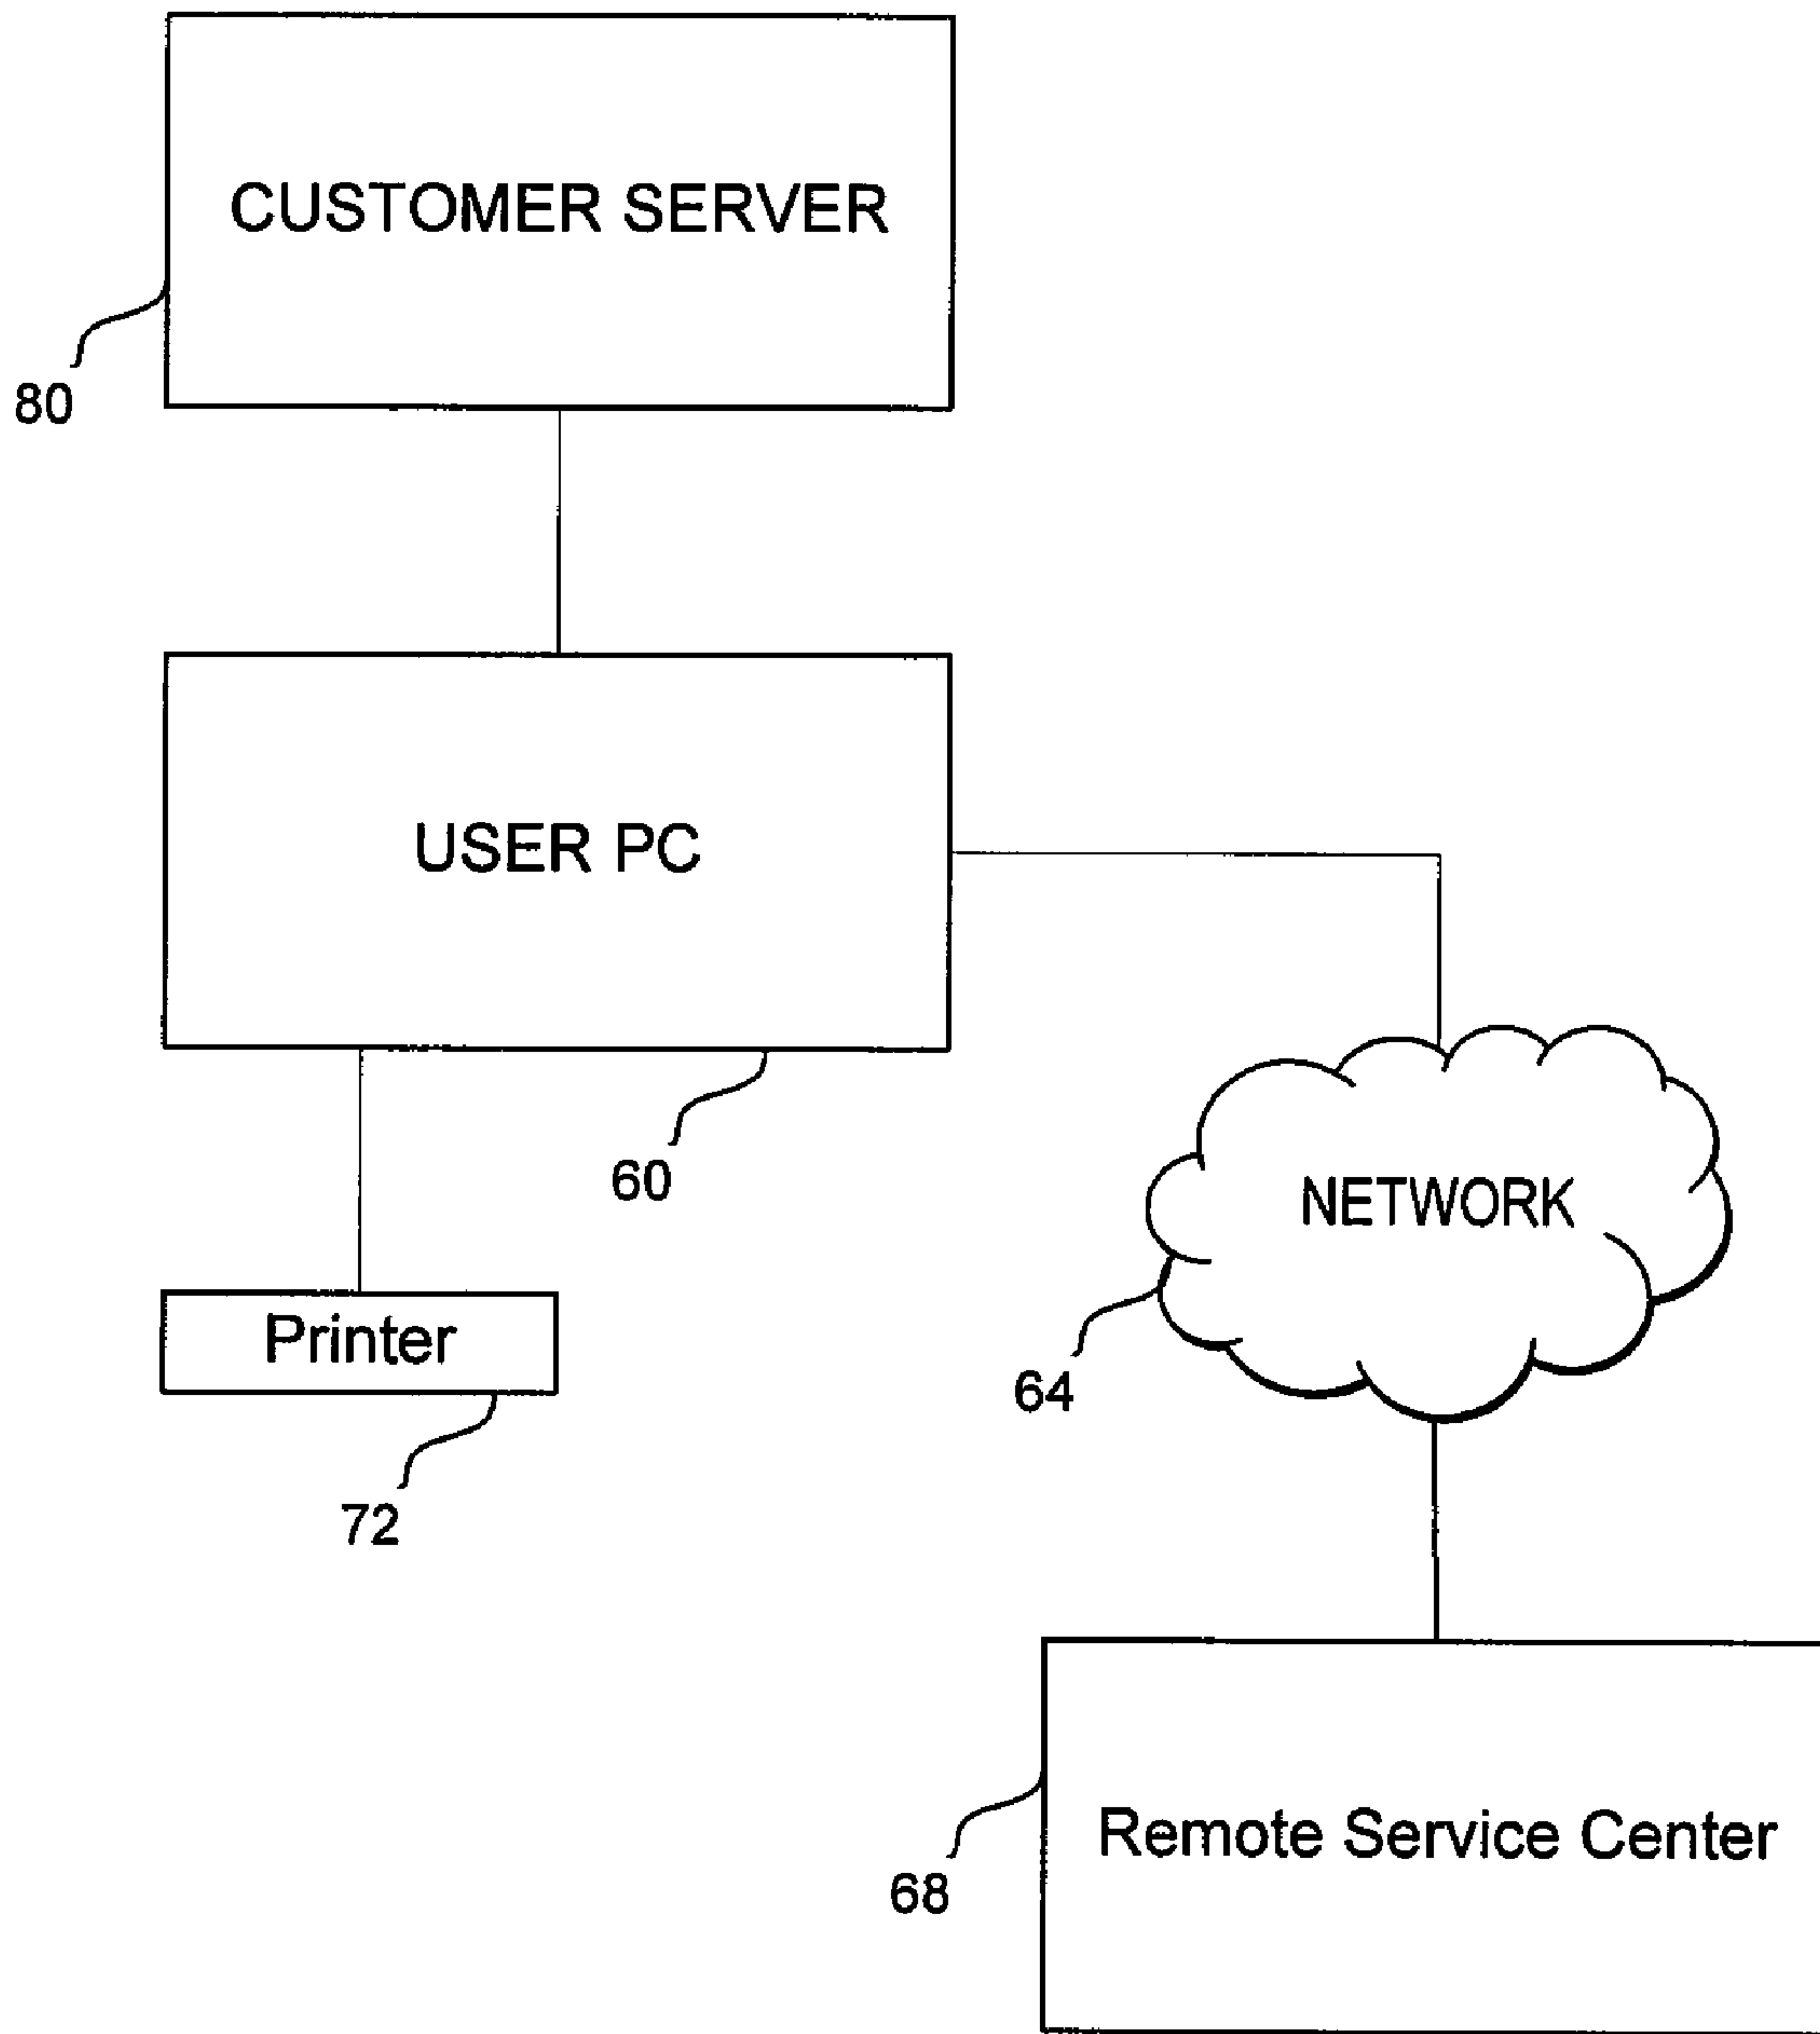 CUSTOMER SERVER
80
USER PC
60
NETWORK
Printer
64
72
Remote Service Center
68